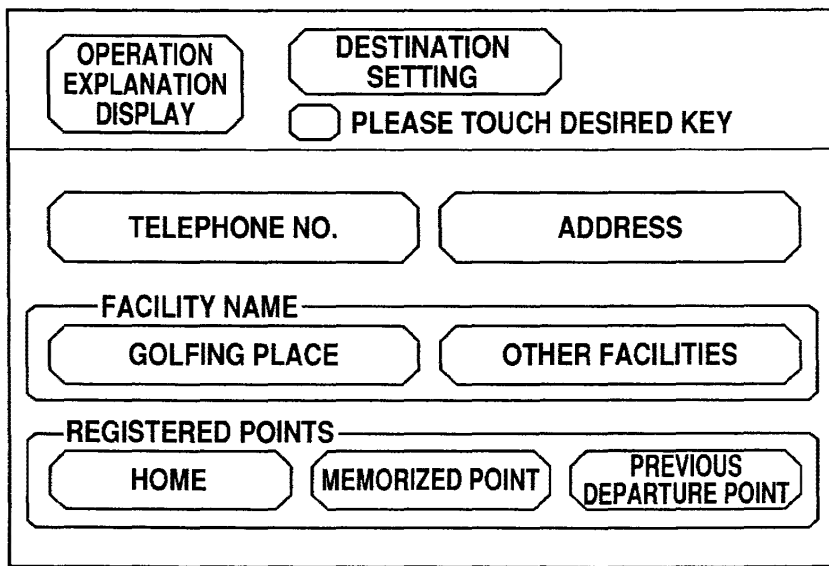 OPERATION
EXPLANATION
DISPLAY
DESTINATION
SETTING
PLEASE TOUCH DESIRED KEY
TELEPHONE NO.
ADDRESS
FACILITY NAME
GOLFING PLACE
OTHER FACILITIES
REGISTERED POINTS
HOME
MEMORIZED POINT
PREVIOUS
DEPARTURE POINT